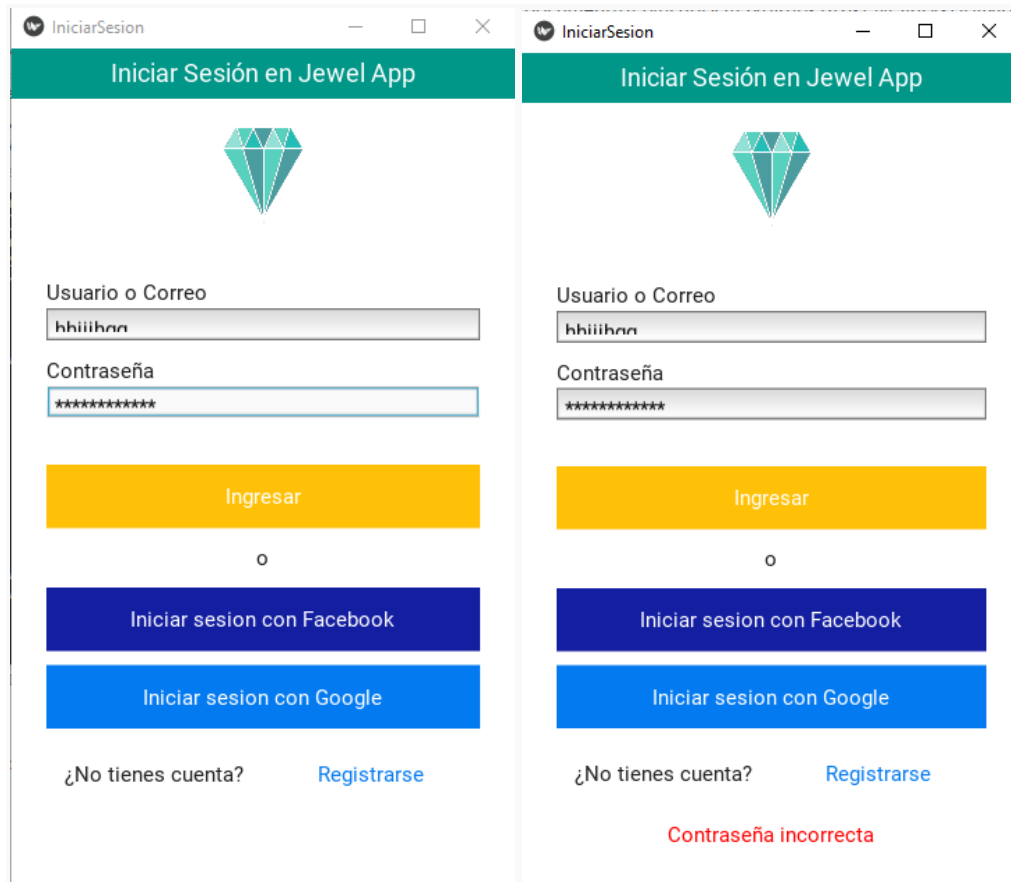 IniciarSesion
Iniciar Sesión en Jewel App
Usuario o Correo
Contraseña
************
Ingresar
o
Iniciar sesion con Facebook
Iniciar sesion con Google
¿No tienes cuenta? Registrarse
IniciarSesion
Iniciar Sesión en Jewel App
Usuario o Correo
Contraseña
************
Ingresar
o
Iniciar sesion con Facebook
Iniciar sesion con Google
¿No tienes cuenta? Registrarse
Contraseña incorrecta